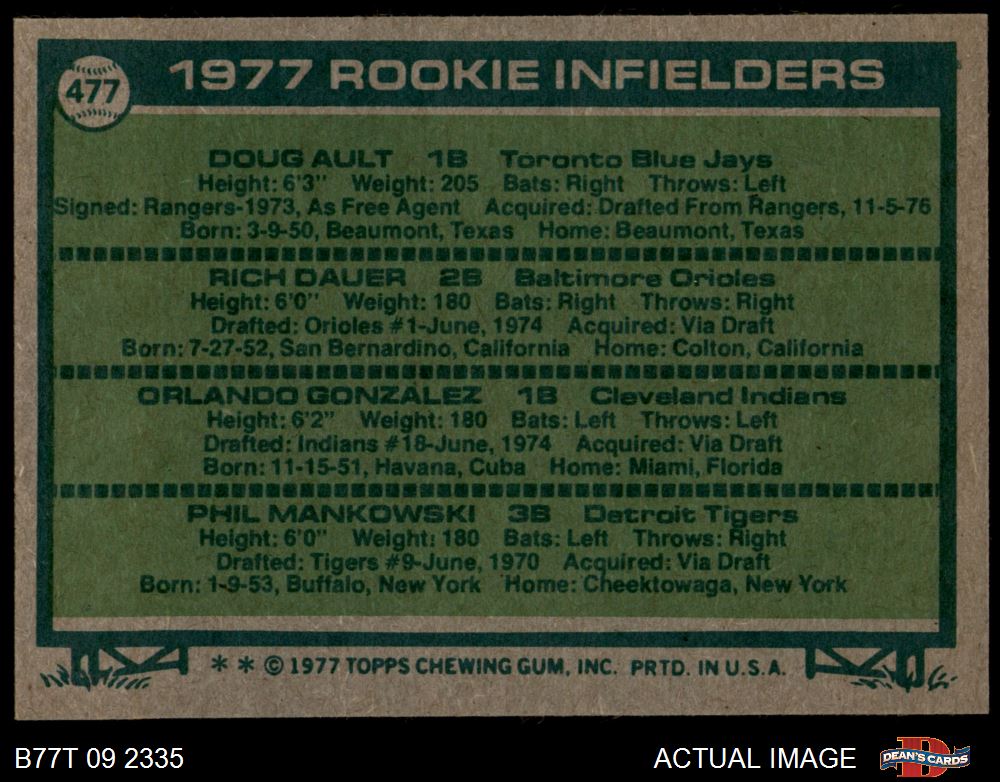 477
1977 ROOKIE INFIELDERS
DOUG AULT 1B Toronto Blue Jays
Height: 6'3" Weight: 205 Bats: Right Throws: Left
Signed: Rangers-1973, As Free Agent Acquired: Drafted From Rangers, 11-5-76
Born: 3-9-50, Beaumont, Texas Home: Beaumont, Texas
RICH DAUER 2B Baltimore Orioles
Height: 6'0" Weight: 180 Bats: Right Throws: Right
Drafted: Orioles #1-June, 1974 Acquired: Via Draft
Born: 7-27-52, San Bernardino, California Home: Colton, California
ORLANDO GONZALEZ 1B Cleveland Indians
Height: 6'2" Weight: 180 Bats: Left Throws: Left
Drafted: Indians #18-June, 1974 Acquired: Via Draft
Born: 11-15-51, Havana, Cuba Home: Miami, Florida
PHIL MANKOWSKI 3B Detroit Tigers
Height: 6'0" Weight: 180 Bats: Left Throws: Right
Drafted: Tigers #9-June, 1970 Acquired: Via Draft
Born: 1-9-53, Buffalo, New York Home: Cheektowaga, New York
* * © 1977 TOPPS CHEWING GUM, INC. PRTD. IN U.S.A.
B77T 09 2335
ACTUAL IMAGE
DEAN'S CARDS